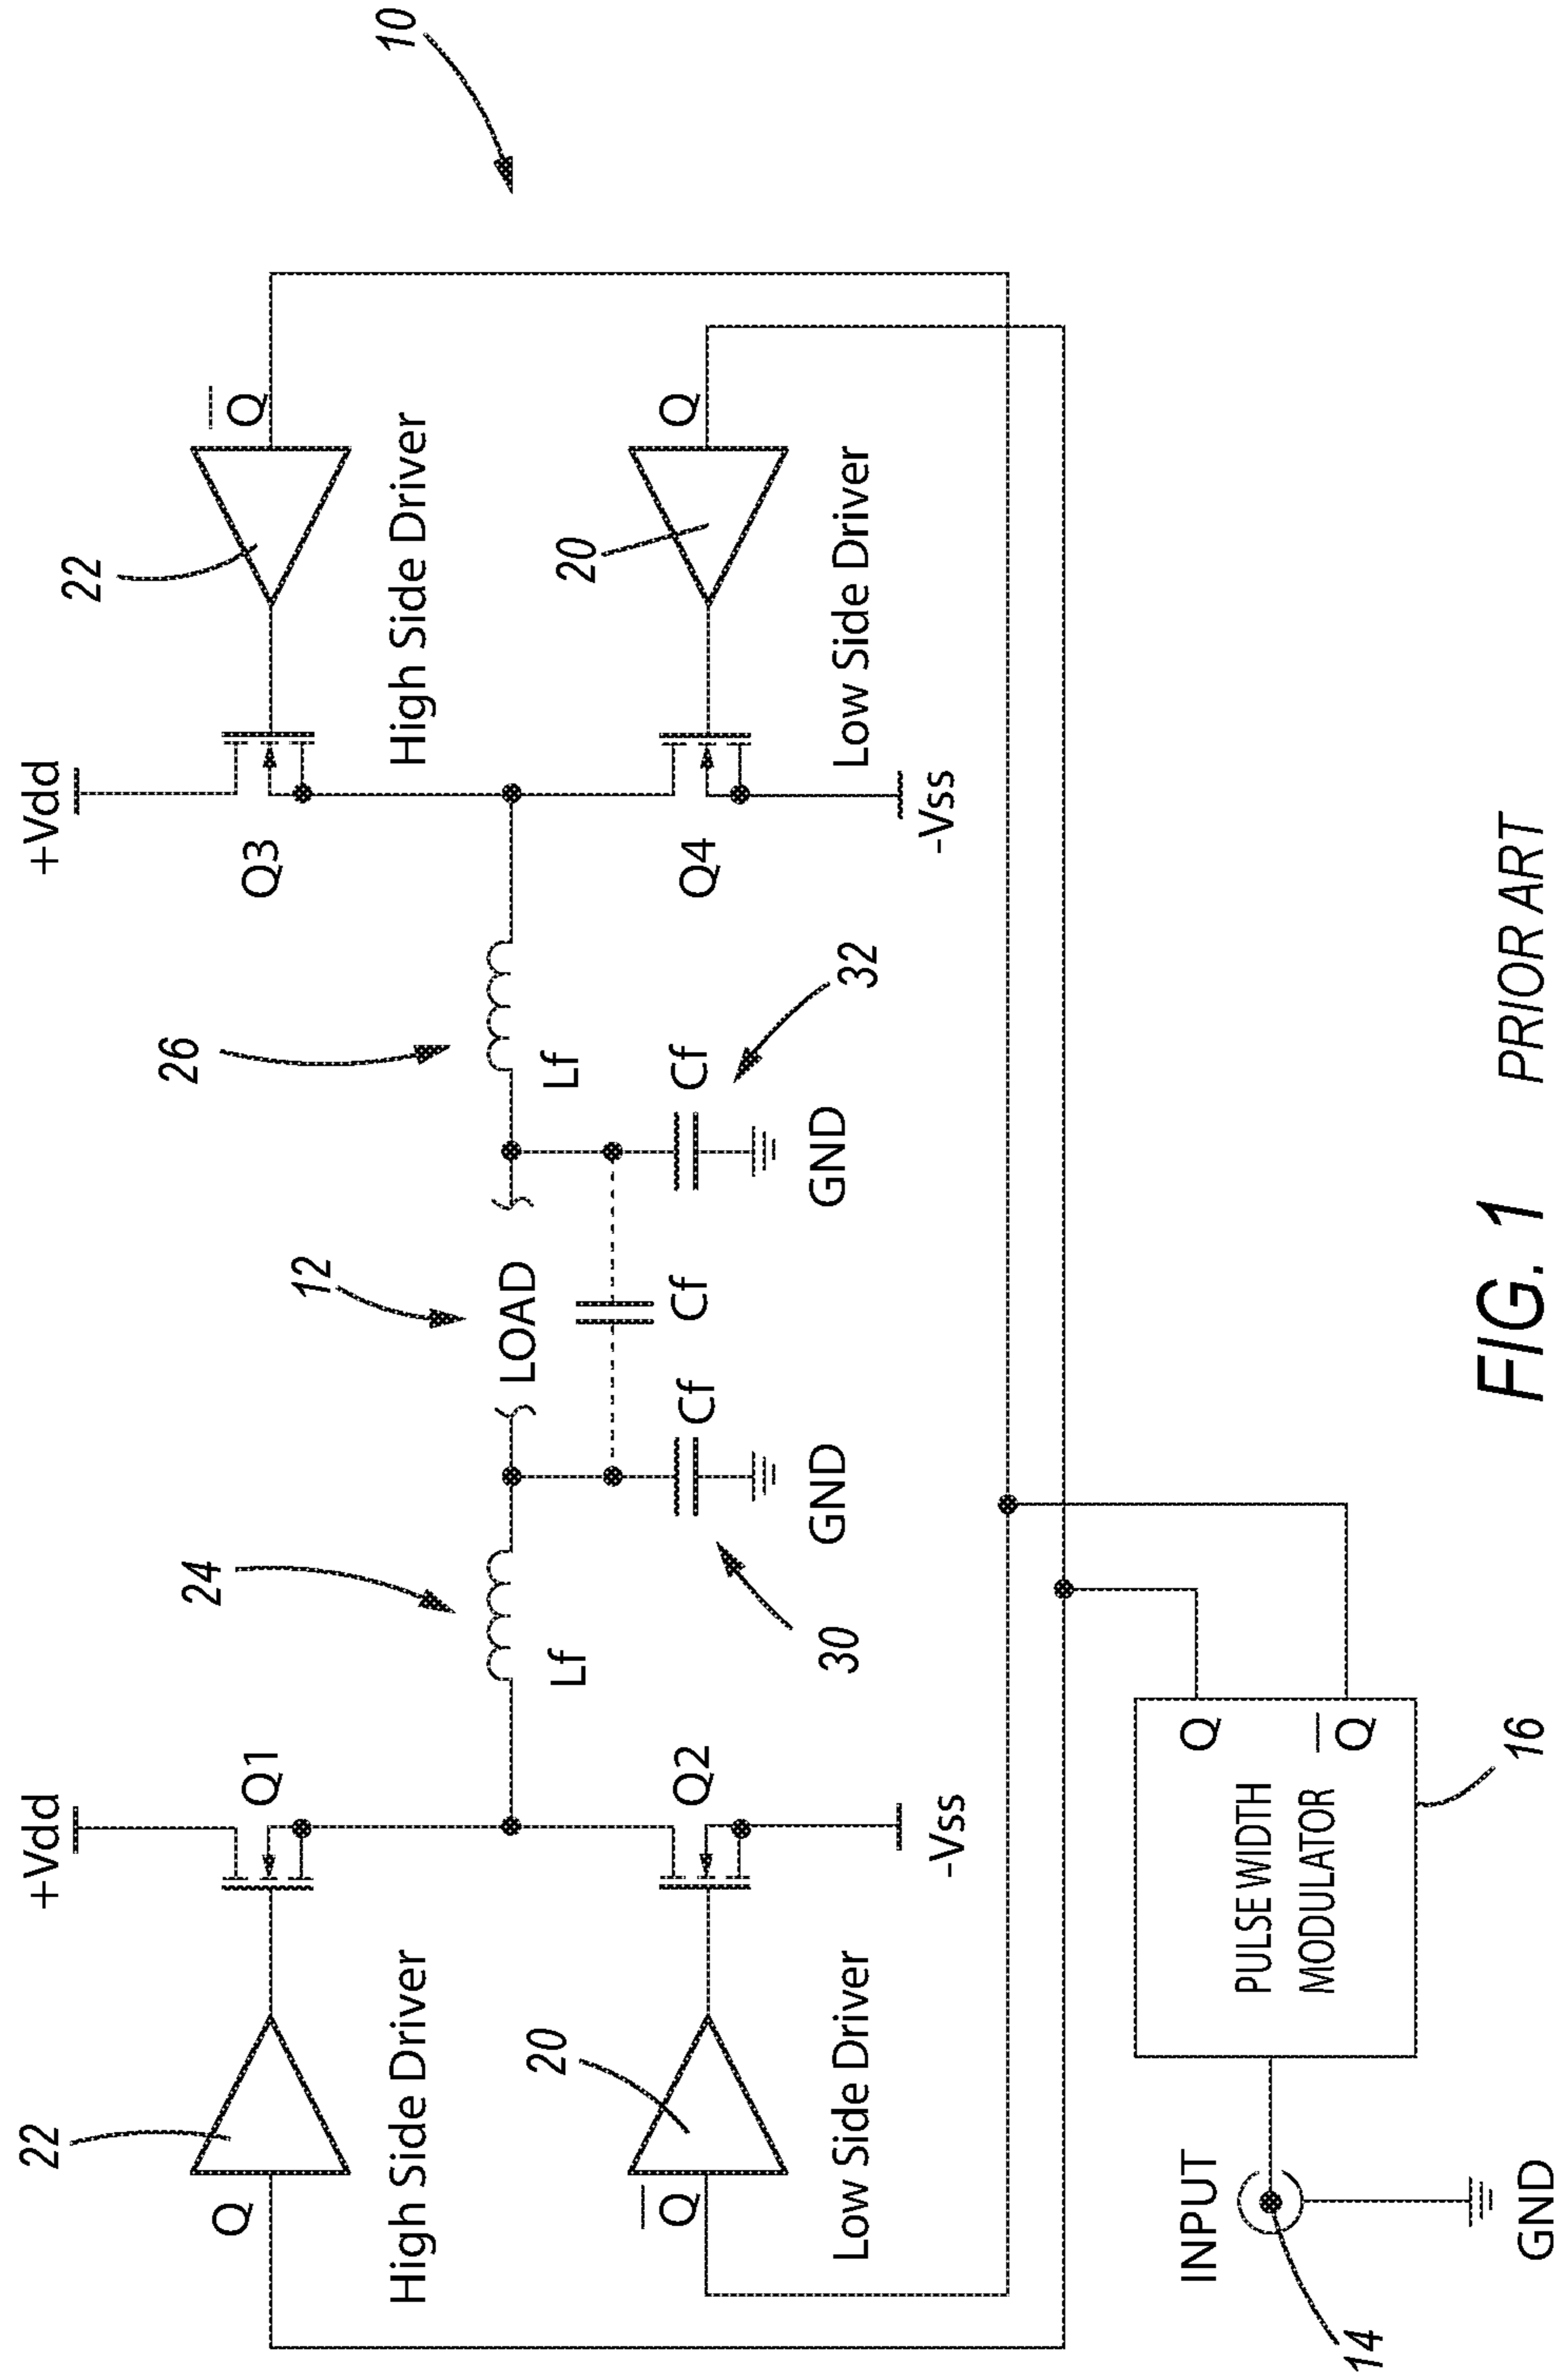 10
+Vdd
+Vdd
22
22
Q
Q1
Q3
Q
High Side Driver
High Side Driver
24
12
26
Lf
LOAD
Lf
20
20
Q
Q2
Cf
Cf
Cf
Q4
Q
Low Side Driver
30
GND
GND
32
Low Side Driver
-Vss
-Vss
INPUT
PULSE WIDTH
MODULATOR
Q
Q
14
GND
16
FIG. 1
PRIOR ART